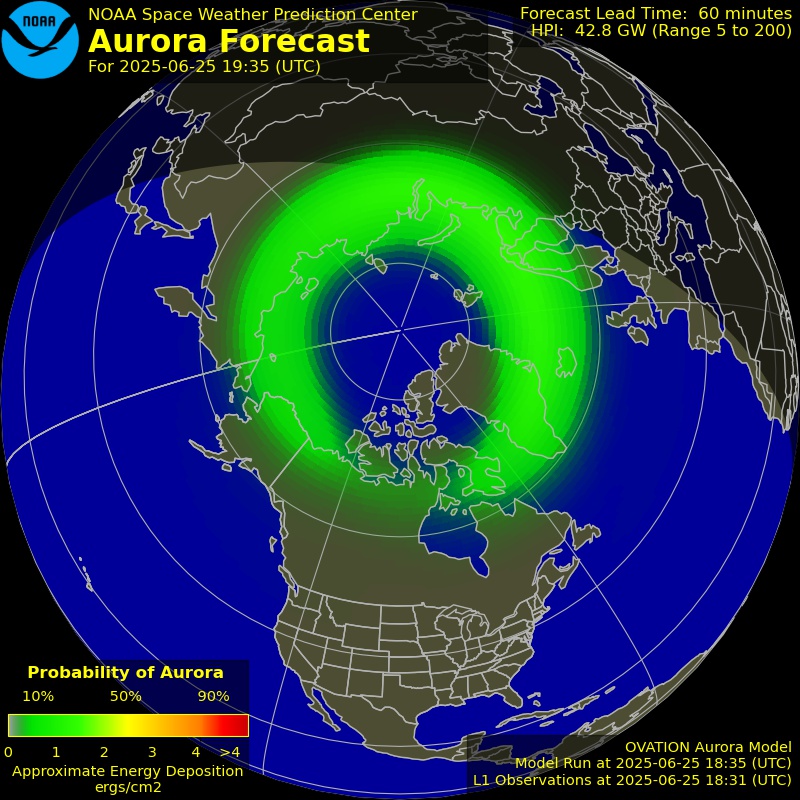 NOAA
NOAA Space Weather Prediction Center
Aurora Forecast
For 2025-06-25 19:35 (UTC)
Forecast Lead Time:  60 minutes
HPI:  42.8 GW (Range 5 to 200)
Probability of Aurora
10% 50% 90%
0 1 2 3 4 >4
Approximate Energy Deposition
ergs/cm2
OVATION Aurora Model
Model Run at 2025-06-25 18:35 (UTC)
L1 Observations at 2025-06-25 18:31 (UTC)